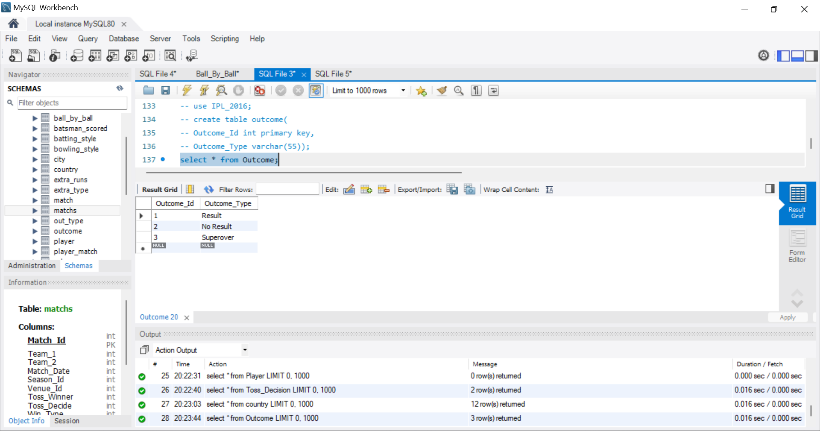 MySQL Workbench
Local instance MySQL80
File Edit View Query Database Server Tools Scripting Help
Navigator
SCHEMAS
Filter objects
ball_by_ball
batsman_scored
batting_style
bowling_style
city
country
extra_runs
extra_type
match
matchs
out_type
outcome
player
player_match
Administration Schemas
Information
Table: matchs
Columns:
Match_Id int PK
Team_1 int
Team_2 int
Match_Date int
Season_Id int
Venue_Id int
Toss_Winner int
Toss_Decide int
Win_Type int
Object Info Session
SQL File 4* Ball_By_Ball* SQL File 3* SQL File 5*
Limit to 1000 rows
133 -- use IPL_2016;
134 -- create table outcome(
135 -- Outcome_Id int primary key,
136 -- Outcome_Type varchar(55));
137 select * from Outcome;
Result Grid Filter Rows: Edit: Export/Import: Wrap Cell Content:
Outcome_Id Outcome_Type
1 Result
2 No Result
3 Superover
NULL NULL
Result Grid
Form Editor
Outcome 20
Apply
Output
Action Output
# Time Action Message Duration / Fetch
25 20:22:31 select * from Player LIMIT 0, 1000 0 row(s) returned 0.000 sec / 0.000 sec
26 20:22:40 select * from Toss_Decision LIMIT 0, 1000 2 row(s) returned 0.016 sec / 0.000 sec
27 20:23:03 select * from country LIMIT 0, 1000 12 row(s) returned 0.016 sec / 0.000 sec
28 20:23:44 select * from Outcome LIMIT 0, 1000 3 row(s) returned 0.016 sec / 0.000 sec